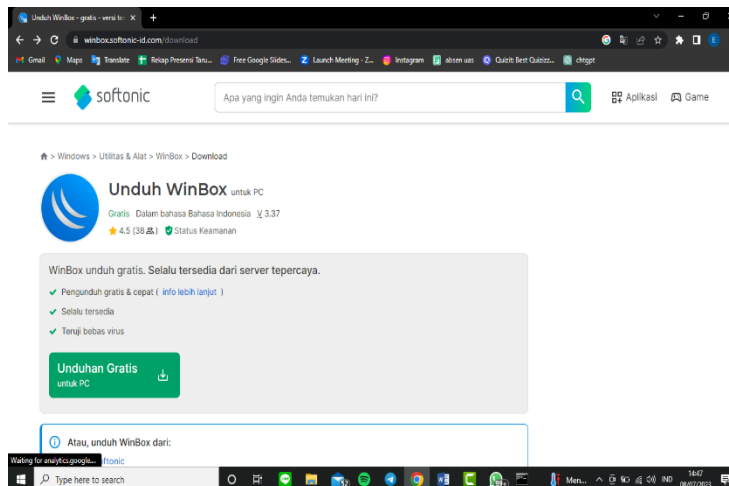 Unduh WinBox - gratis - versi ter
winbox.softonic-id.com/download
Gmail Maps Translate Rekap Presensi Taru... Free Google Slides... Launch Meeting - Z... Instagram absen uas Quizit: Best Quizizz... chtgpt
softonic Apa yang ingin Anda temukan hari ini? Aplikasi Game
> Windows > Utilitas & Alat > WinBox > Download
Unduh WinBox untuk PC
Gratis Dalam bahasa Bahasa Indonesia V 3.37
4.5 (38) Status Keamanan
WinBox unduh gratis. Selalu tersedia dari server tepercaya.
Pengunduh gratis & cepat ( info lebih lanjut )
Selalu tersedia
Teruji bebas virus
Unduhan Gratis
untuk PC
Atau, unduh WinBox dari:
Waiting for analytics.google... ftonic
Type here to search Men... IND 14:47
08/07/2023